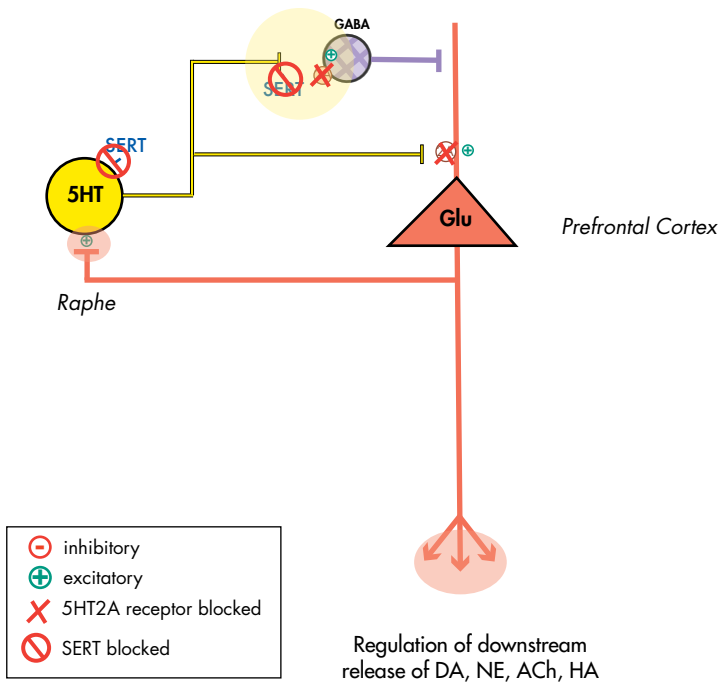 GABA
SERT
SERT
5HT
Glu
Prefrontal Cortex
Raphe
inhibitory
excitatory
5HT2A receptor blocked
SERT blocked
Regulation of downstream
release of DA, NE, ACh, HA